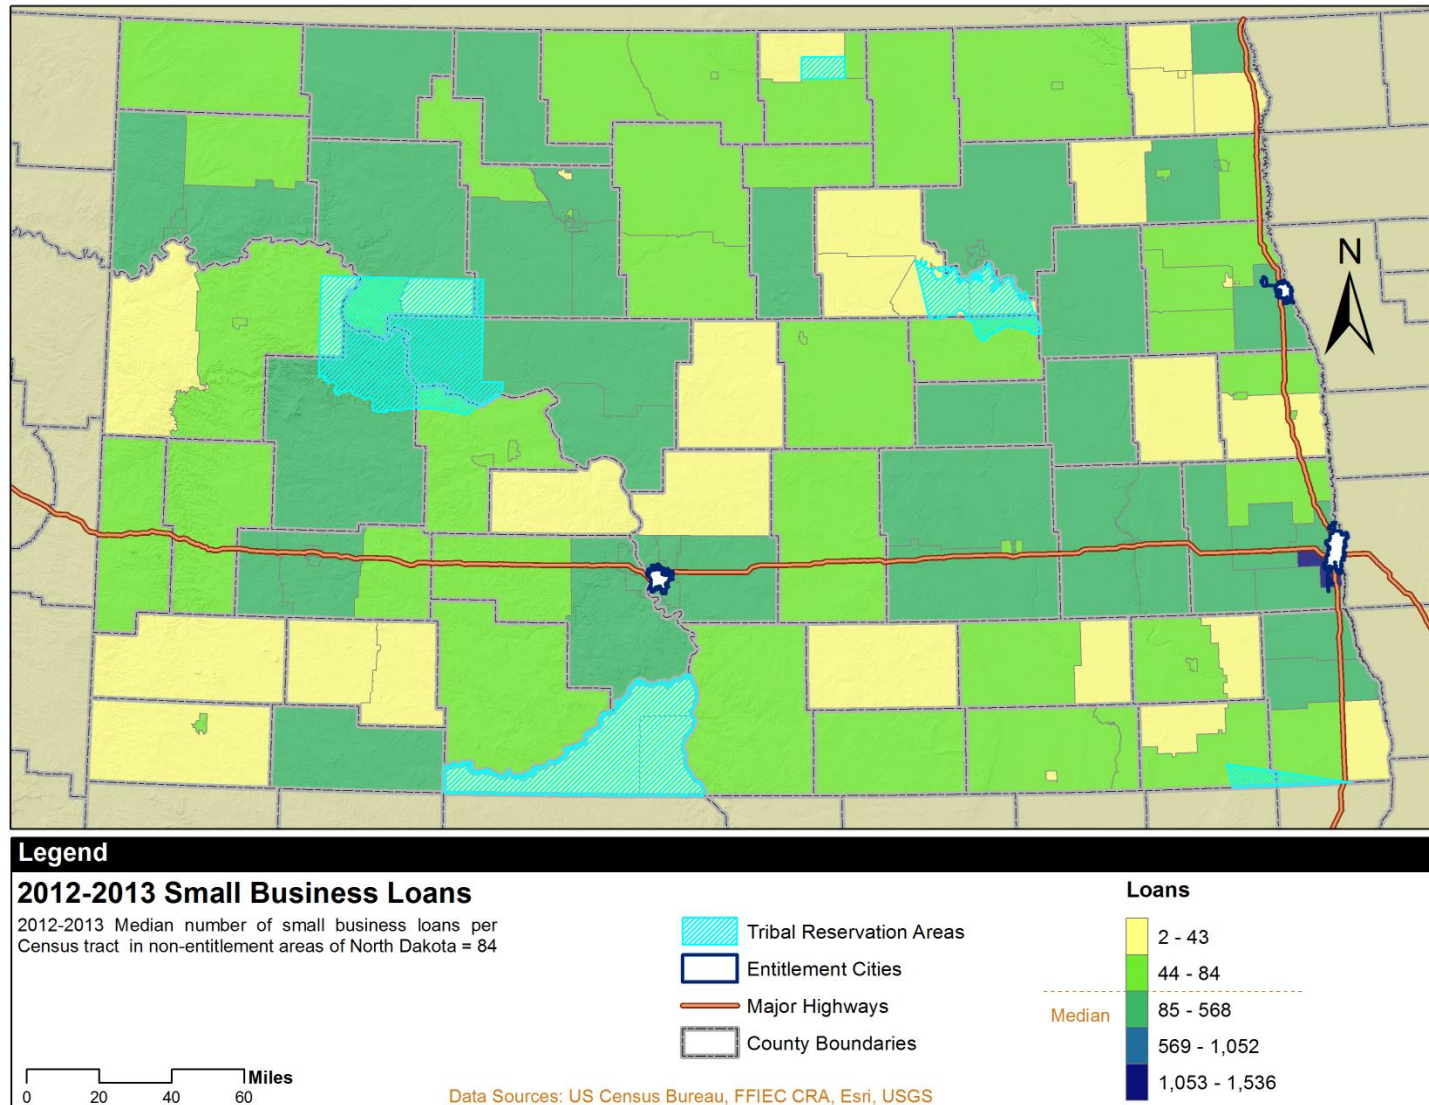 N
Legend
2012-2013 Small Business Loans
2012-2013 Median number of small business loans per
Census tract in non-entitlement areas of North Dakota = 84
Tribal Reservation Areas
Entitlement Cities
Major Highways
County Boundaries
Loans
2 - 43
44 - 84
Median
85 - 568
569 - 1,052
1,053 - 1,536
Miles
0 20 40 60
Data Sources: US Census Bureau, FFIEC CRA, Esri, USGS